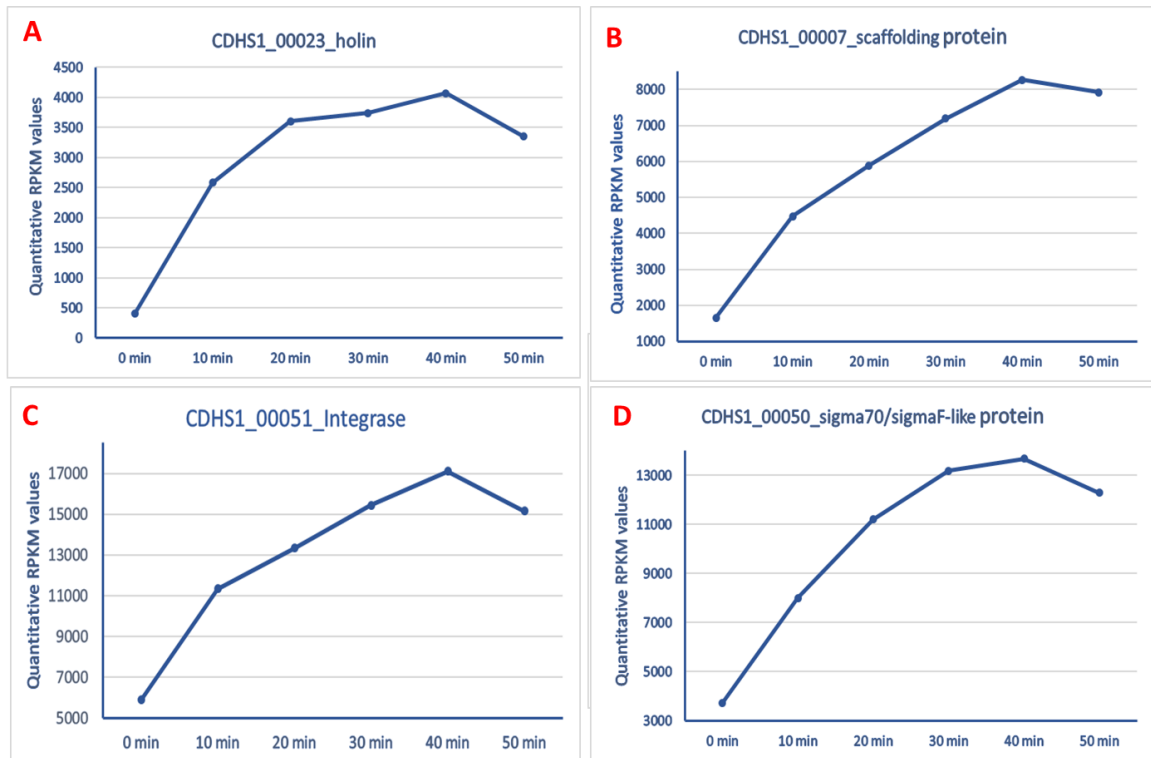 A
CDHS1_00023_holin
Quantitative RPKM values
4500
4000
3500
3000
2500
2000
1500
1000
500
0
0 min 10 min 20 min 30 min 40 min 50 min
B
CDHS1_00007_scaffolding protein
Quantitative RPKM values
8000
7000
6000
5000
4000
3000
2000
1000
0 min 10 min 20 min 30 min 40 min 50 min
C
CDHS1_00051_Integrase
Quantitative RPKM values
17000
15000
13000
11000
9000
7000
5000
0 min 10 min 20 min 30 min 40 min 50 min
D
CDHS1_00050_sigma70/sigmaF-like protein
Quantitative RPKM values
13000
11000
9000
7000
5000
3000
0 min 10 min 20 min 30 min 40 min 50 min